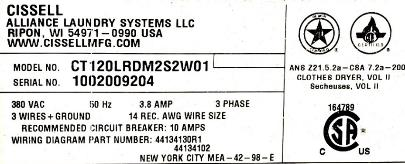 CISSELL
ALLIANCE LAUNDRY SYSTEMS LLC
RIPON, WI 54971-0990 USA
WWW.CISSELLMFG.COM
MODEL NO. CT120LRDM2S2W01
SERIAL NO. 1002009204
ANS Z21.5.2a-CSA 7.2a-200
CLOTHES DRYER, VOL II
Secheuses, VOL II
380 VAC 50 Hz 3.8 AMP 3 PHASE
3 WIRES + GROUND 14 REC. AWG WIRE SIZE
RECOMMENDED CIRCUIT BREAKER: 10 AMPS
WIRING DIAGRAM PART NUMBER: 44134130R1
44134102
NEW YORK CITY MEA-42-98-E
164789
C US